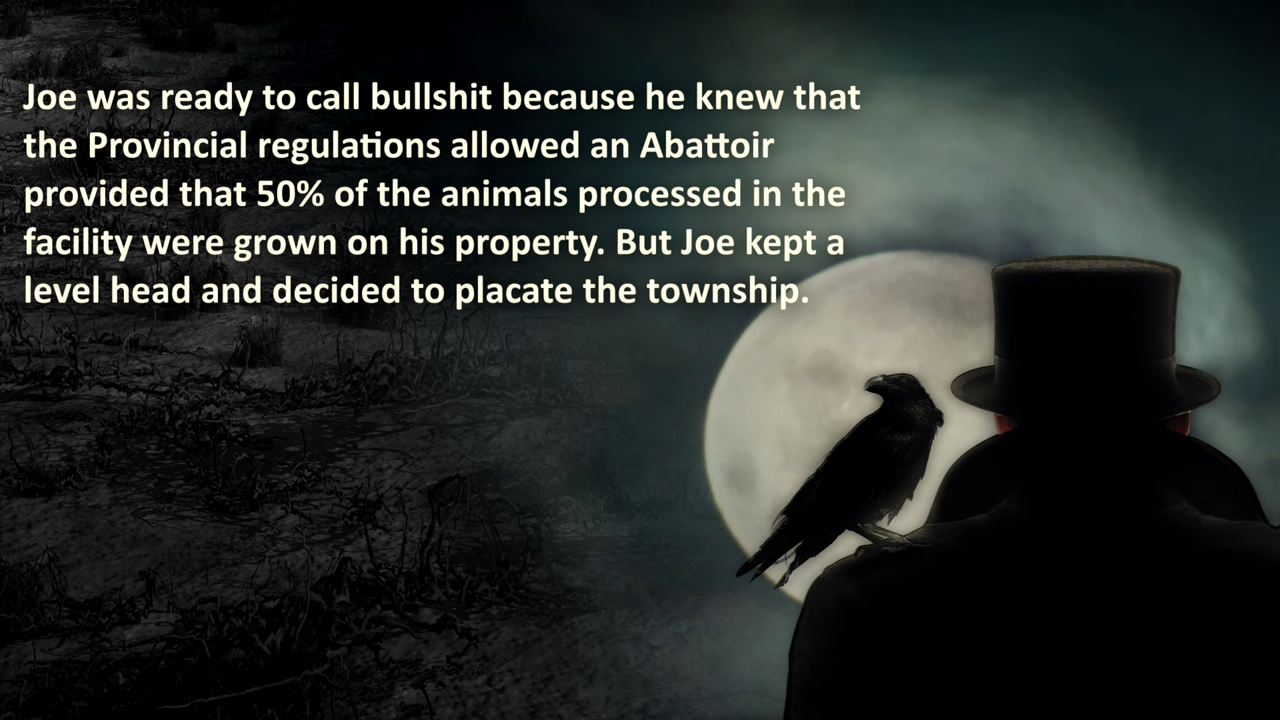 Joe was ready to call bullshit because he knew that
the Provincial regulations allowed an Abattoir
provided that 50% of the animals processed in the
facility were grown on his property. But Joe kept a
level head and decided to placate the township.